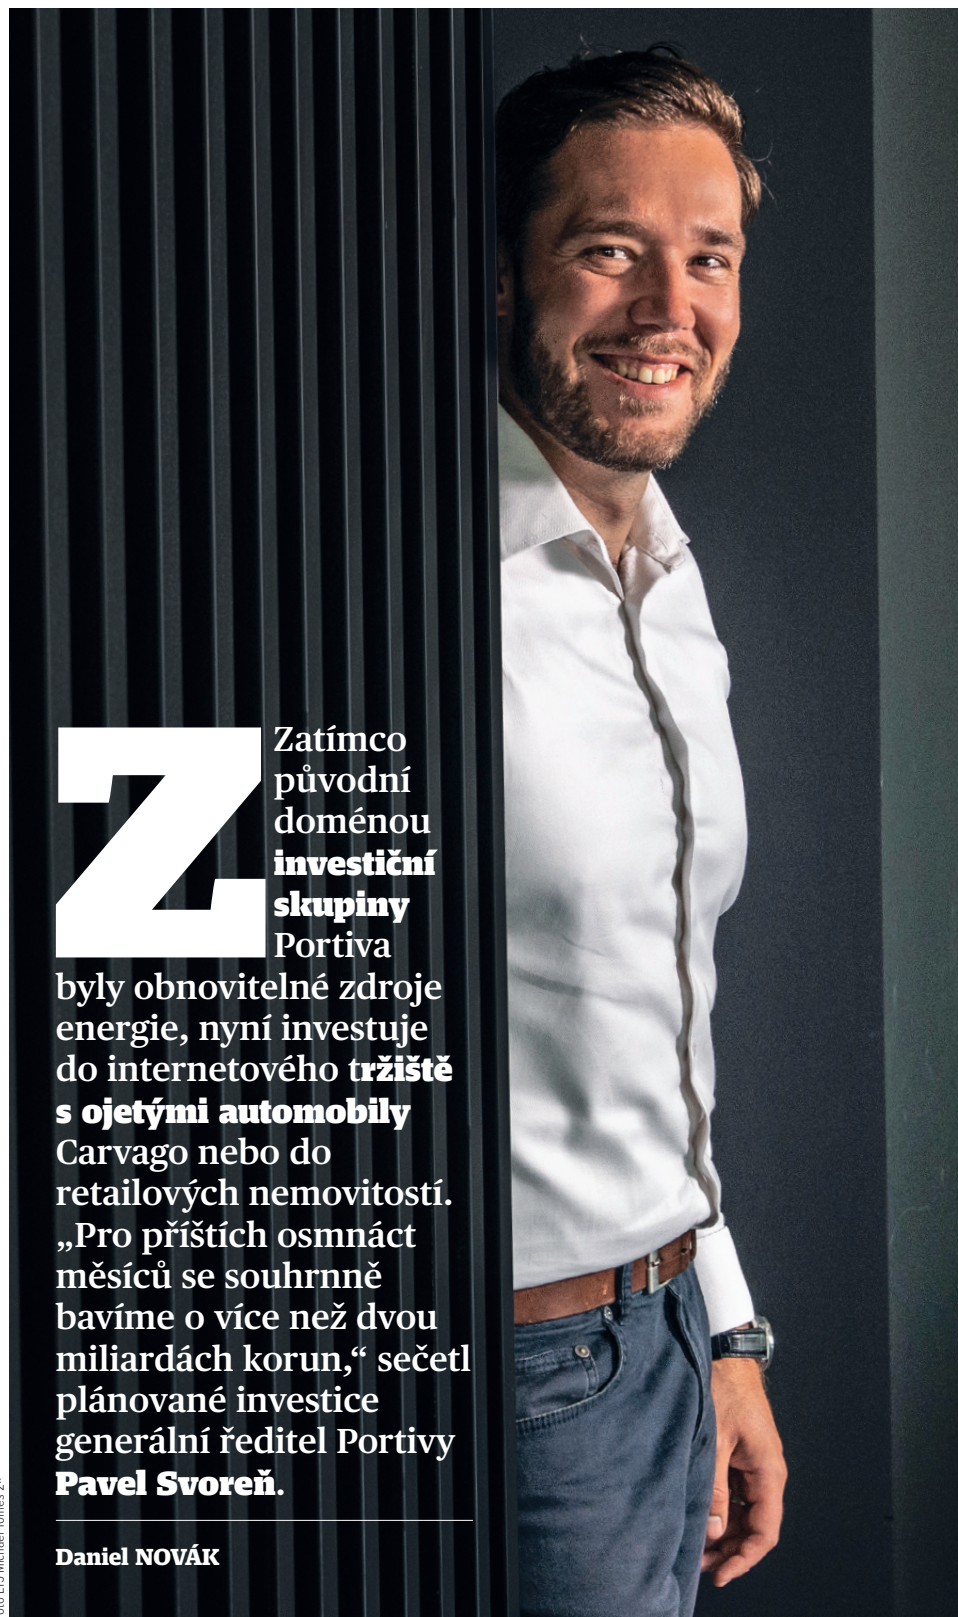 Zatímco
původní
doménou
investiční
skupiny
Portiva
byly obnovitelné zdroje
energie, nyní investuje
do internetového tržiště
s ojetými automobily
Carvago nebo do
retailových nemovitostí.
„Pro příštích osmnáct
měsíců se souhrnně
bavíme o více než dvou
miliardách korun,“ sečetl
plánované investice
generální ředitel Portivy
Pavel Svoreň.
Daniel NOVÁK